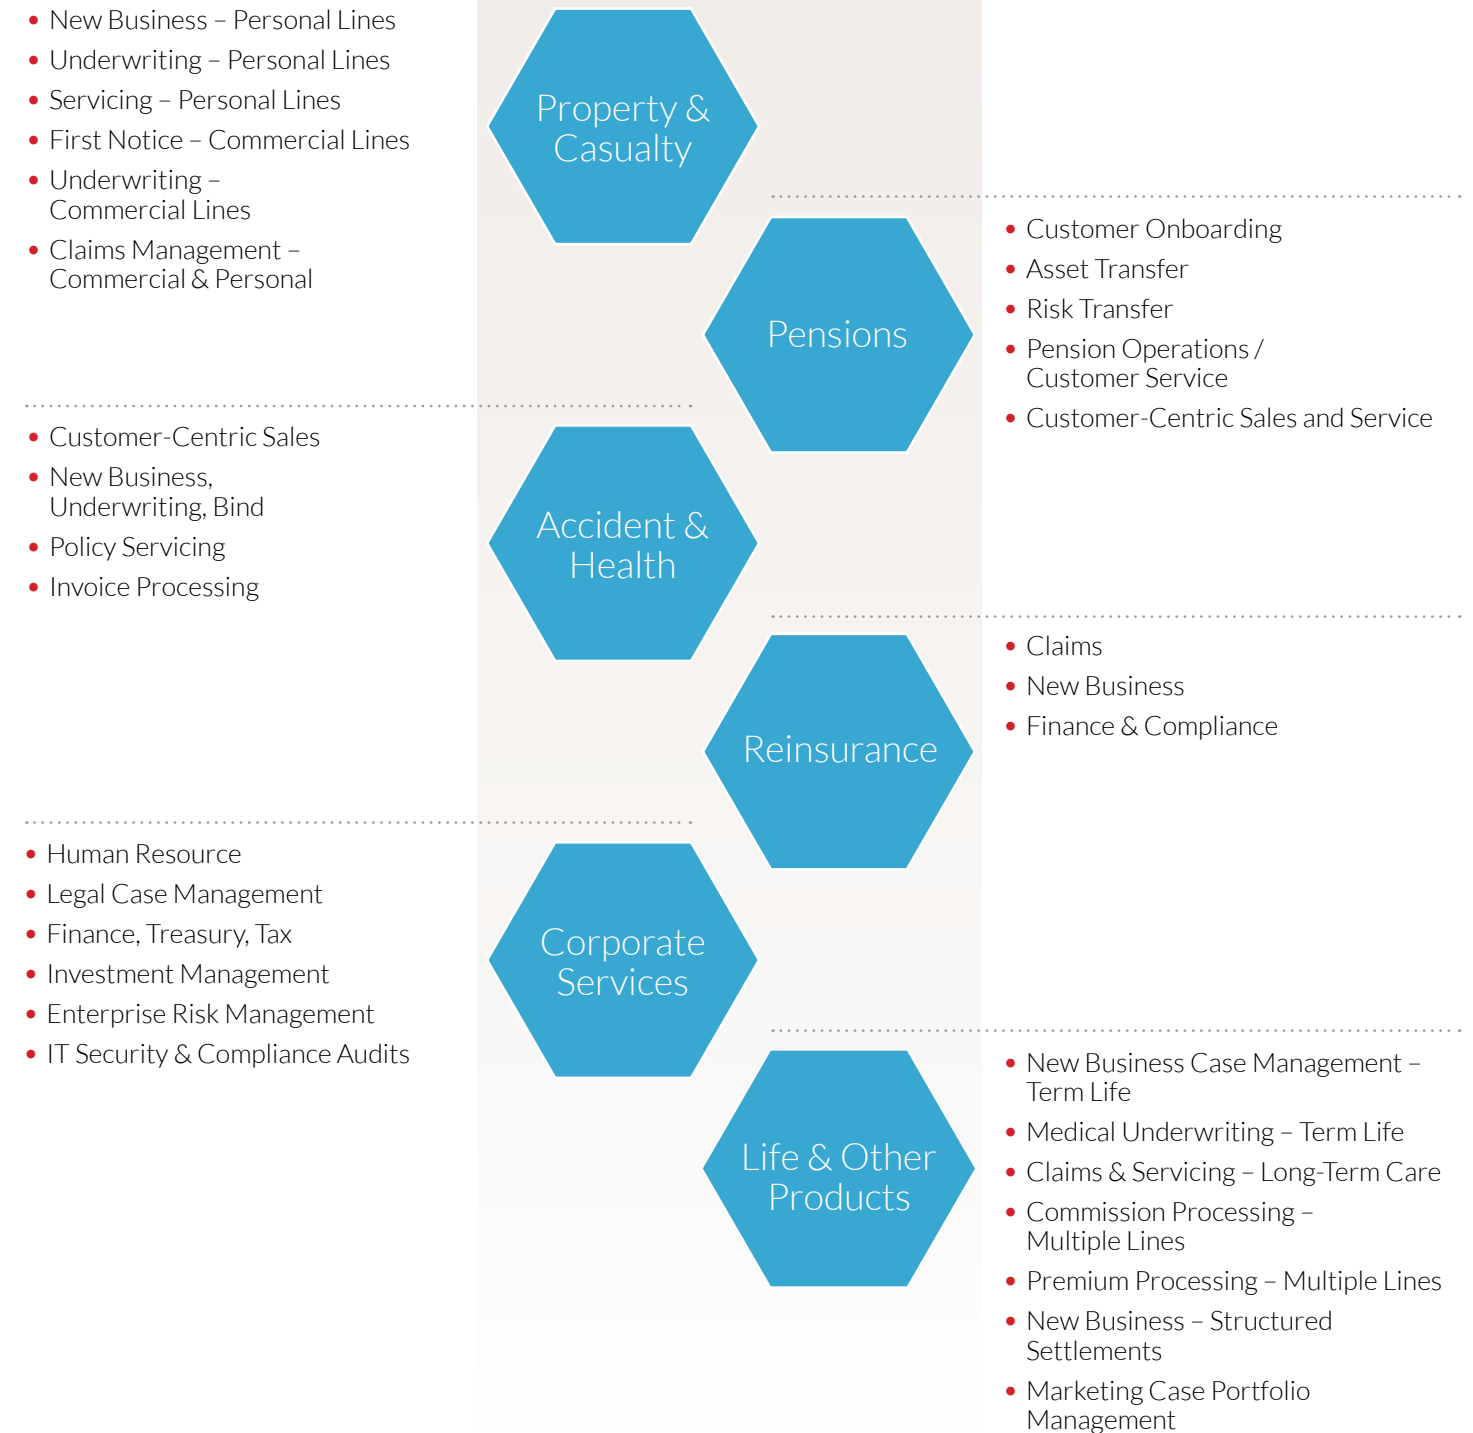 • New Business – Personal Lines
• Underwriting – Personal Lines
• Servicing – Personal Lines
• First Notice – Commercial Lines
• Underwriting –
Commercial Lines
• Claims Management –
Commercial & Personal
Property &
Casualty
Pensions
• Customer Onboarding
• Asset Transfer
• Risk Transfer
• Pension Operations /
Customer Service
• Customer-Centric Sales and Service
• Customer-Centric Sales
• New Business,
Underwriting, Bind
• Policy Servicing
• Invoice Processing
Accident &
Health
Reinsurance
• Claims
• New Business
• Finance & Compliance
• Human Resource
• Legal Case Management
• Finance, Treasury, Tax
• Investment Management
• Enterprise Risk Management
• IT Security & Compliance Audits
Corporate
Services
Life & Other
Products
• New Business Case Management –
Term Life
• Medical Underwriting – Term Life
• Claims & Servicing – Long-Term Care
• Commission Processing –
Multiple Lines
• Premium Processing – Multiple Lines
• New Business – Structured
Settlements
• Marketing Case Portfolio
Management